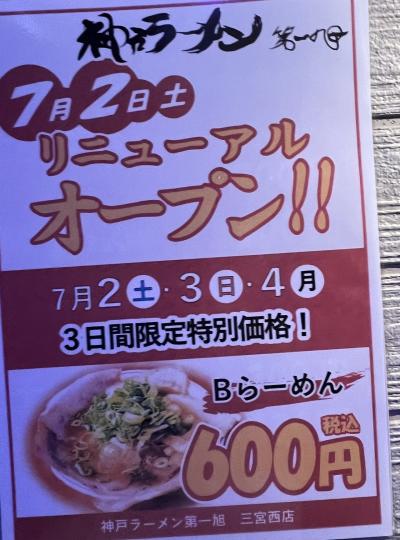 神戸ラーメン 第一旭
7月2日土
リニューアル
オープン!!
7月2土・3日・4月
3日間限定特別価格！
Bらーめん
税込
600円
神戸ラーメン第一旭 三宮西店